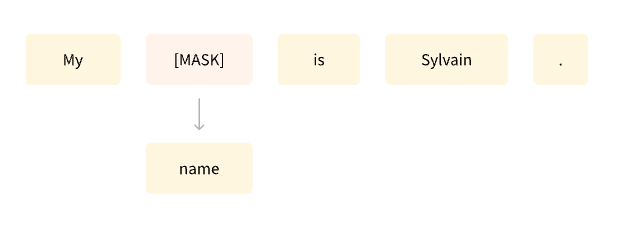 My [MASK] is Sylvain .
name